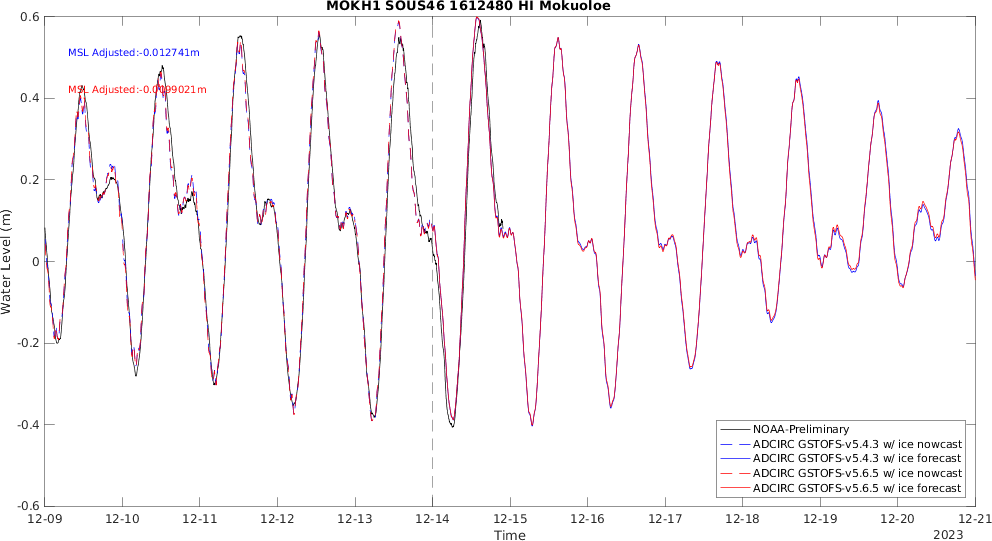 MOKH1 SOUS46 1612480 HI Mokuoloe
0.6
0.4
0.2
0
-0.2
-0.4
-0.6
Water Level (m)
MSL Adjusted:-0.012741m
MSL Adjusted:-0.0099021m
NOAA-Preliminary
ADCIRC GSTOFS-v5.4.3 w/ ice nowcast
ADCIRC GSTOFS-v5.4.3 w/ ice forecast
ADCIRC GSTOFS-v5.6.5 w/ ice nowcast
ADCIRC GSTOFS-v5.6.5 w/ ice forecast
12-09 12-10 12-11 12-12 12-13 12-14 12-15 12-16 12-17 12-18 12-19 12-20 12-21
Time
2023